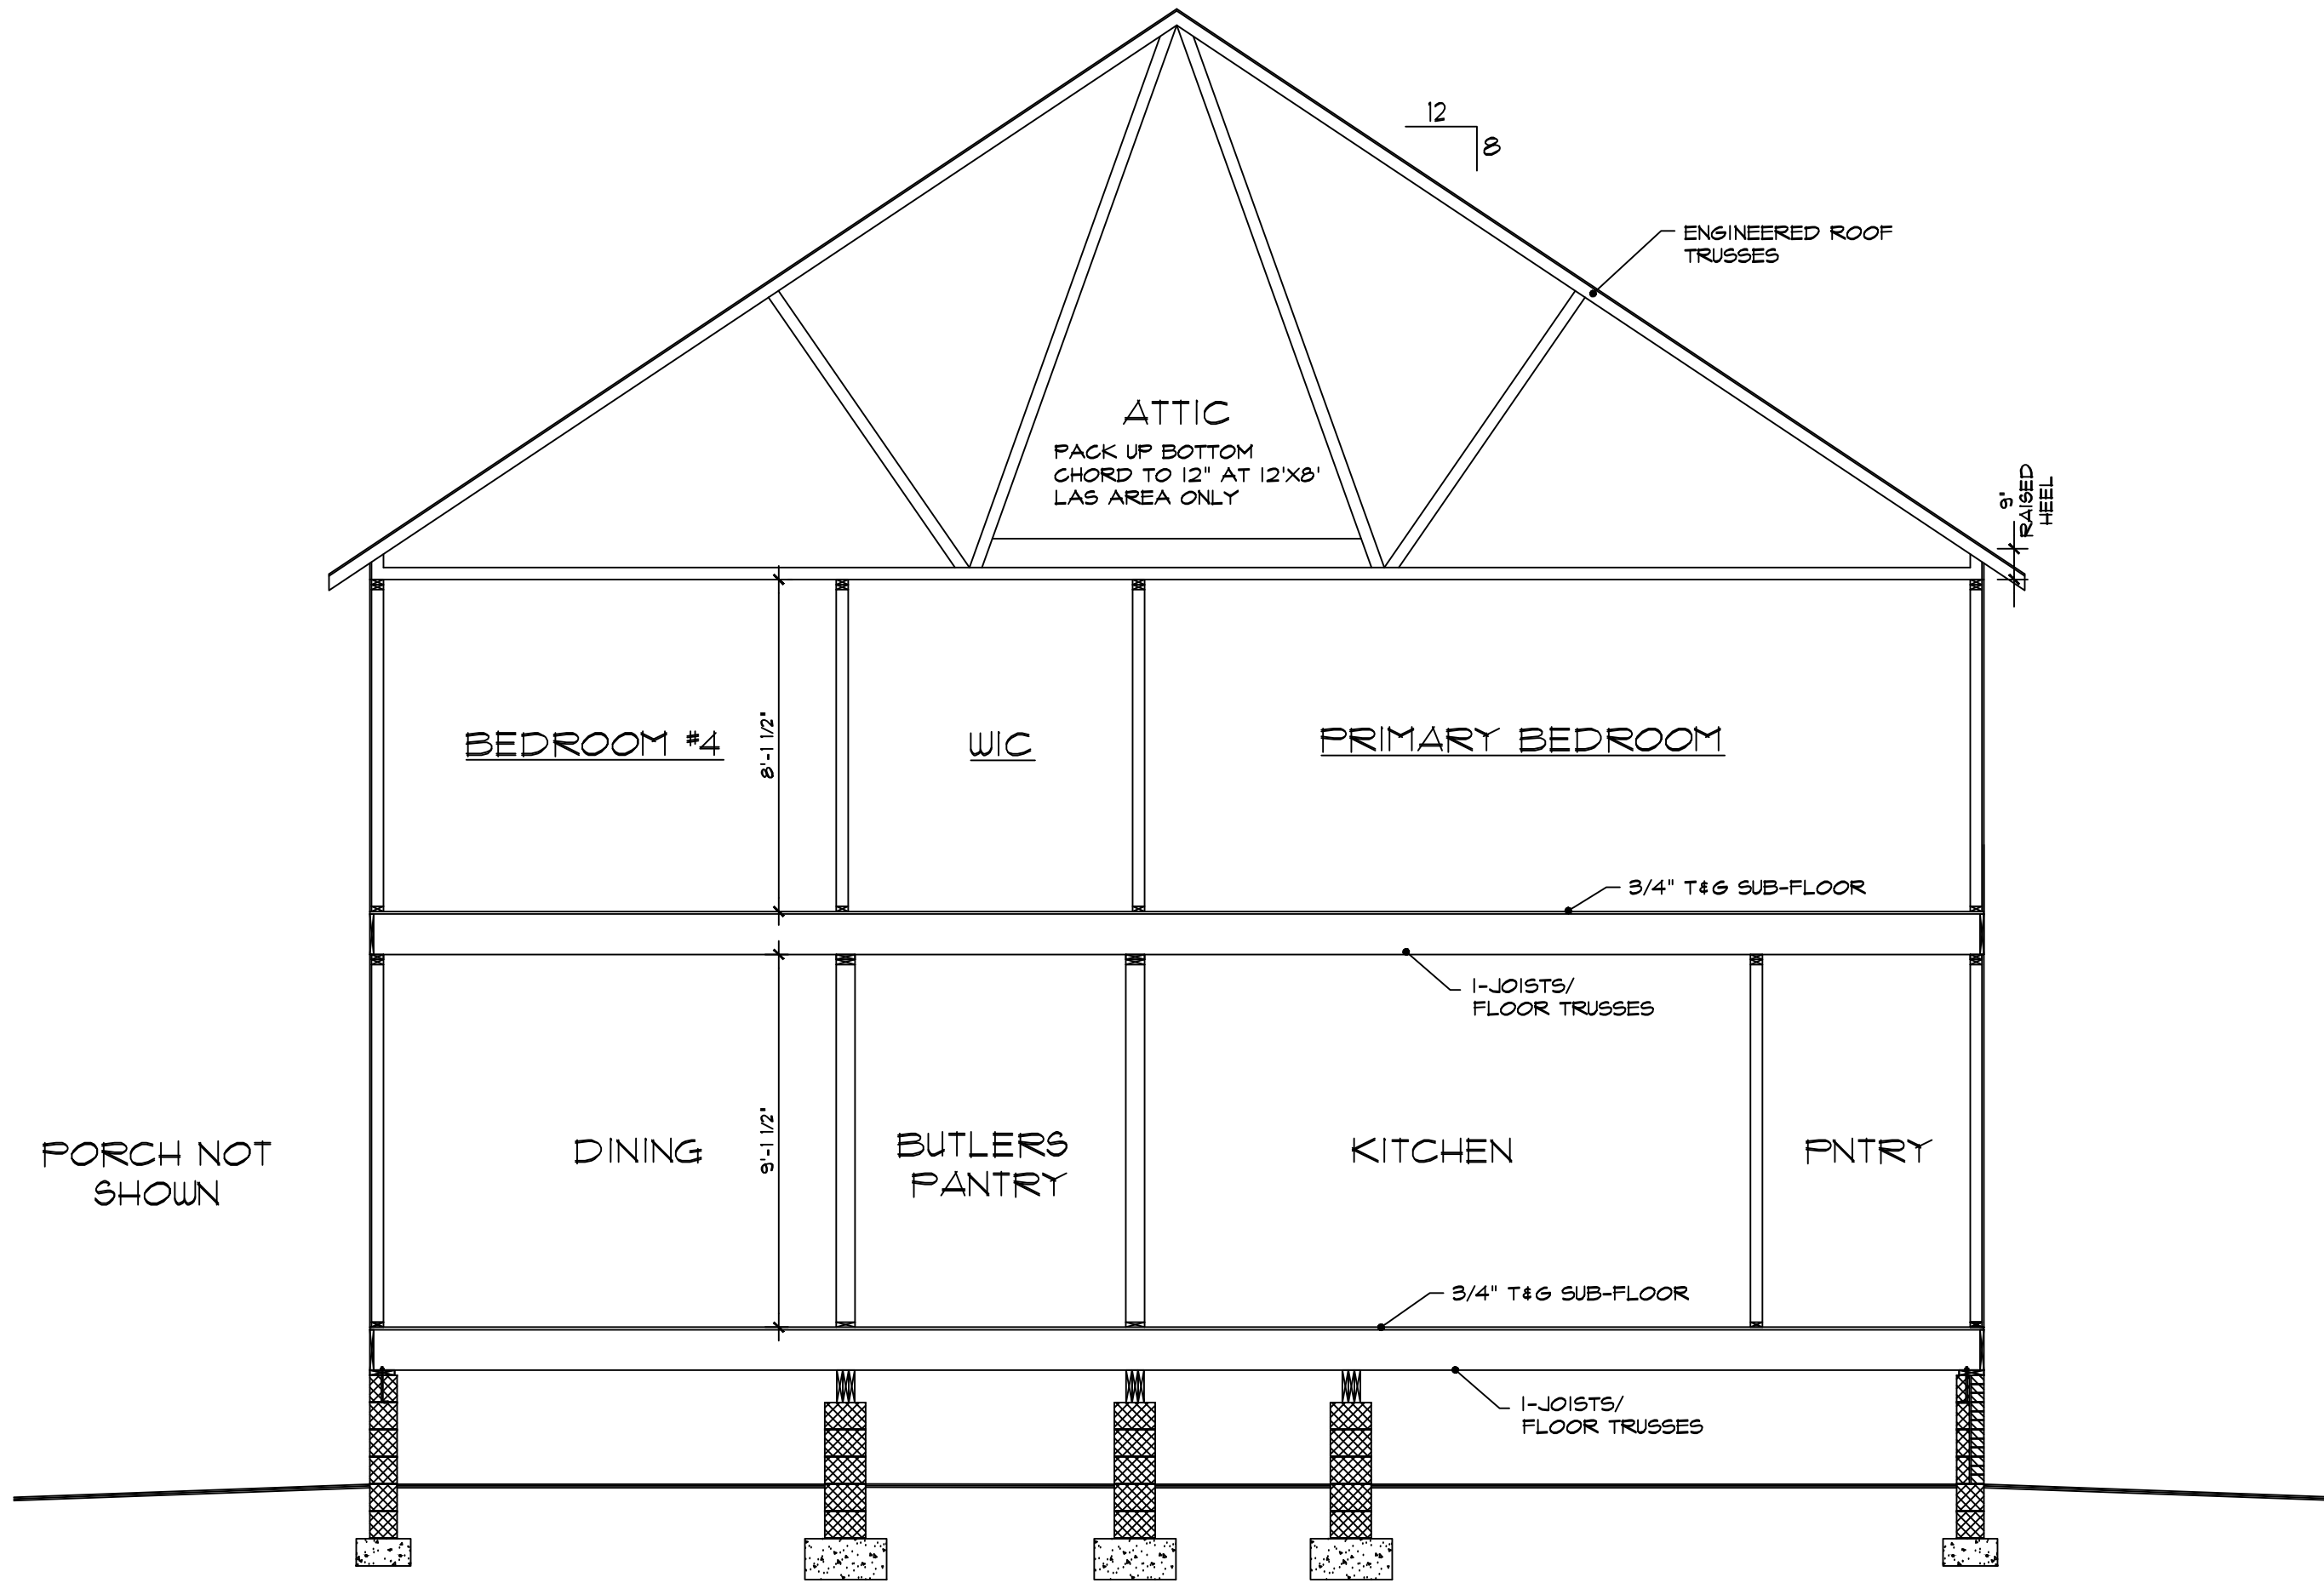 12
8
ENGINEERED ROOF
TRUSSES
ATTIC
PACK UP BOTTOM
CHORD TO 12" AT 12'X8'
LAS AREA ONLY
9"
RAISED
HEEL
BEDROOM #4
8'-1 1/2"
WIC
PRIMARY BEDROOM
3/4" T&G SUB-FLOOR
I-JOISTS/
FLOOR TRUSSES
PORCH NOT
SHOWN
DINING
9'-1 1/2"
BUTLERS
PANTRY
KITCHEN
PNTRY
3/4" T&G SUB-FLOOR
I-JOISTS/
FLOOR TRUSSES